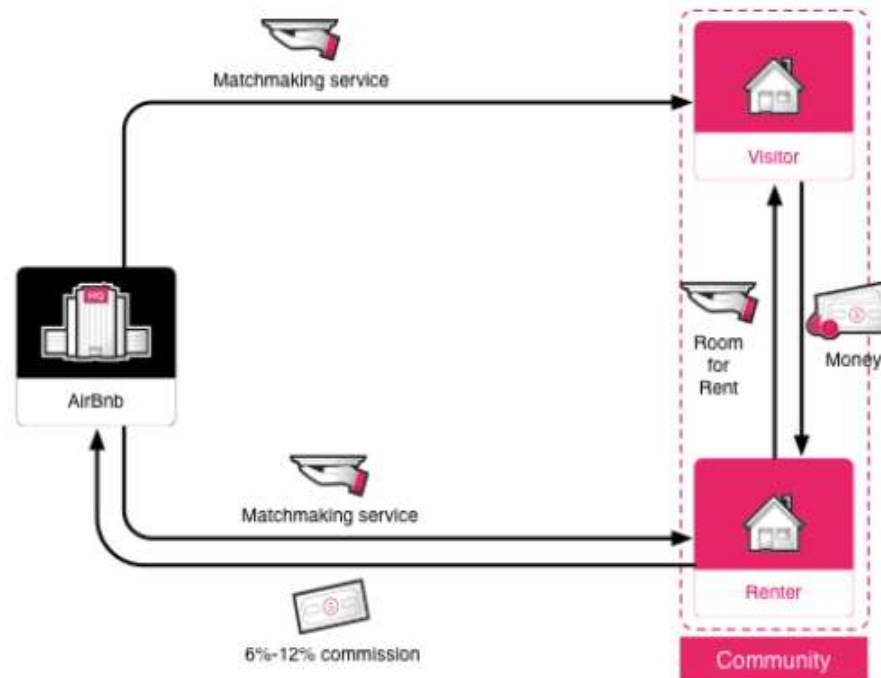 Matchmaking service
Visitor
HQ
AirBnb
Room
for
Rent
Money
Matchmaking service
Renter
6%-12% commission
Community